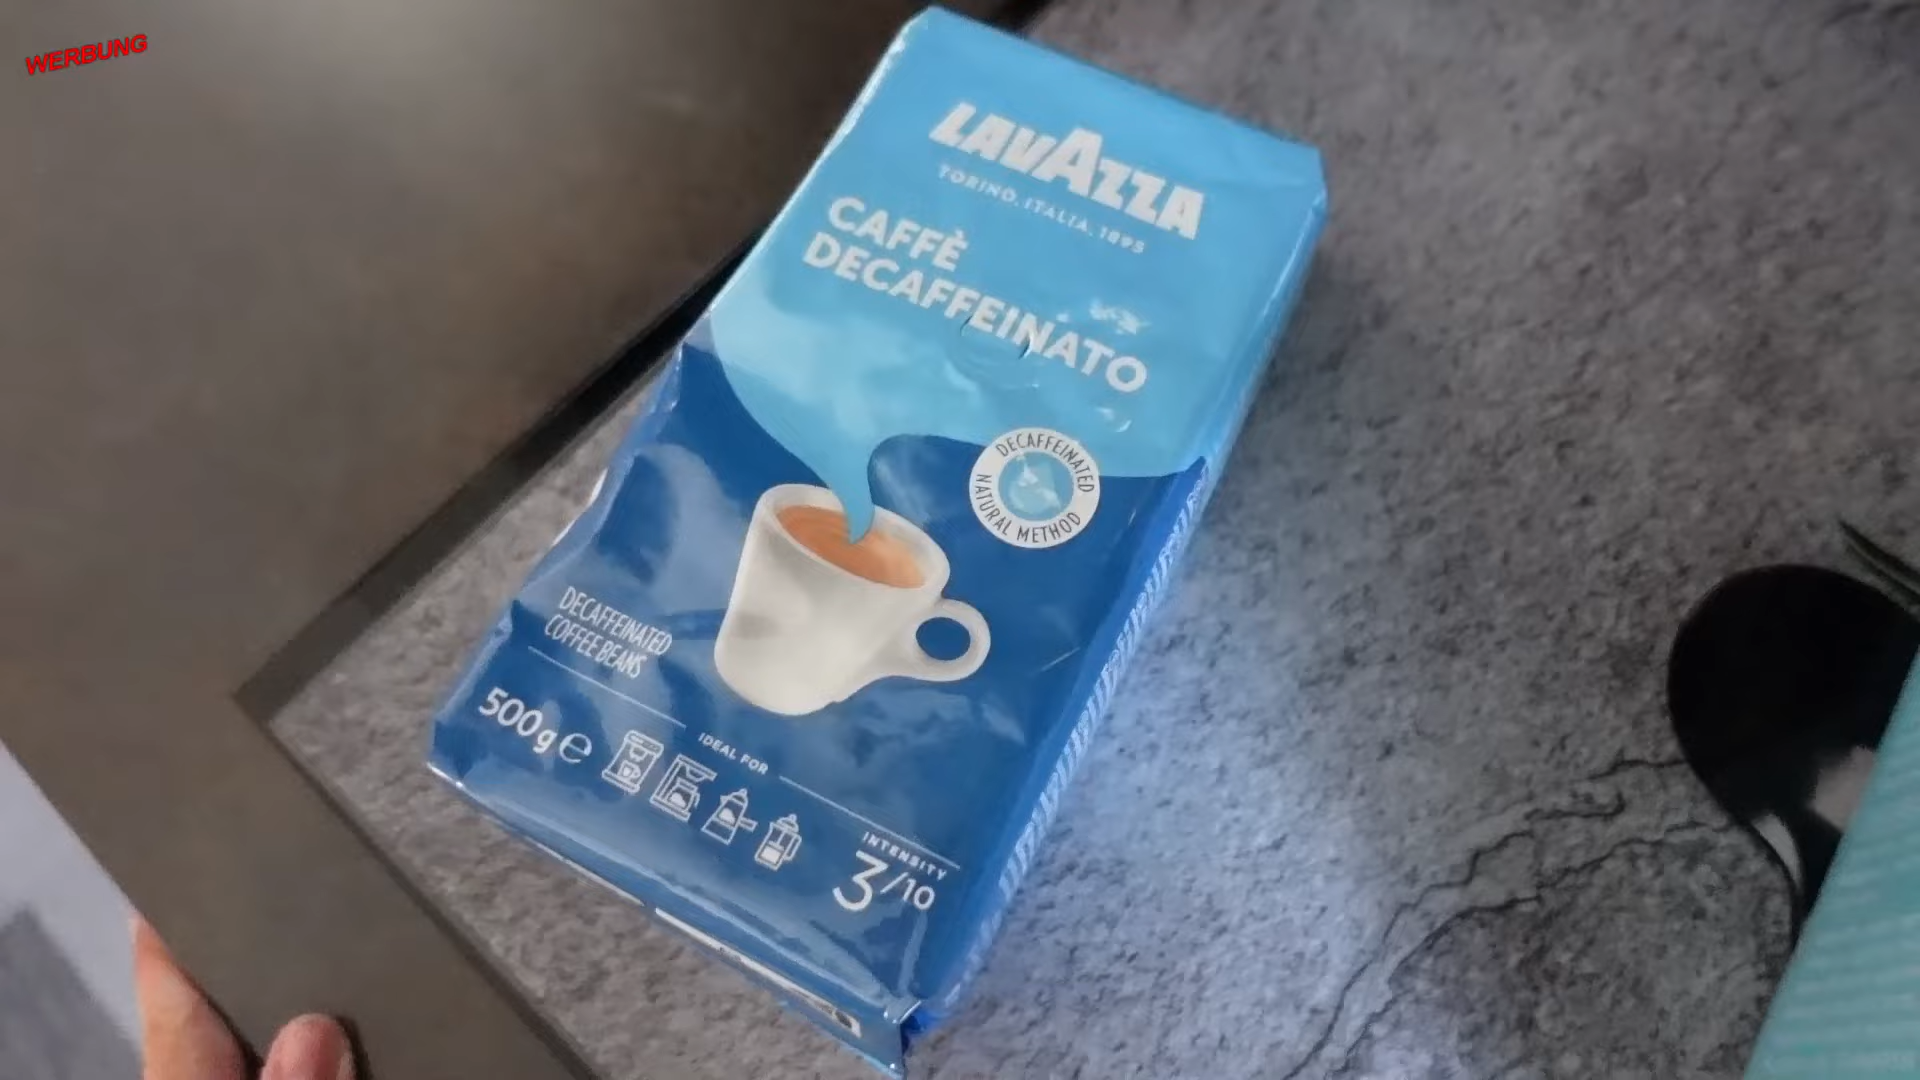 WERBUNG
LAVAZZA
TORINO, ITALIA, 1895
CAFFÈ
DECAFFEINATO
DECAFFEINATED
NATURAL METHOD
DECAFFEINATED
COFFEE BEANS
500g e
IDEAL FOR
INTENSITY
3/10